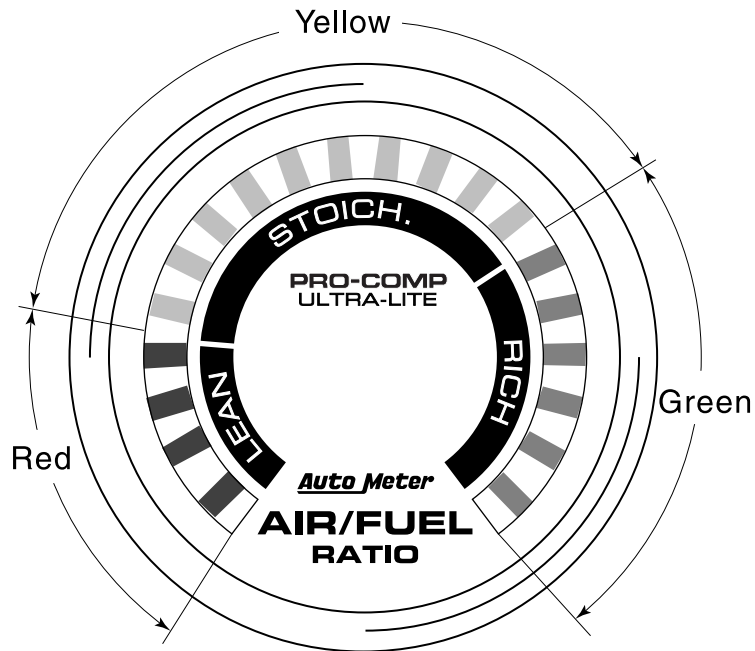 Yellow
STOICH.
PRO-COMP
ULTRA-LITE
LEAN
RICH
Green
Red
Auto Meter
AIR/FUEL
RATIO